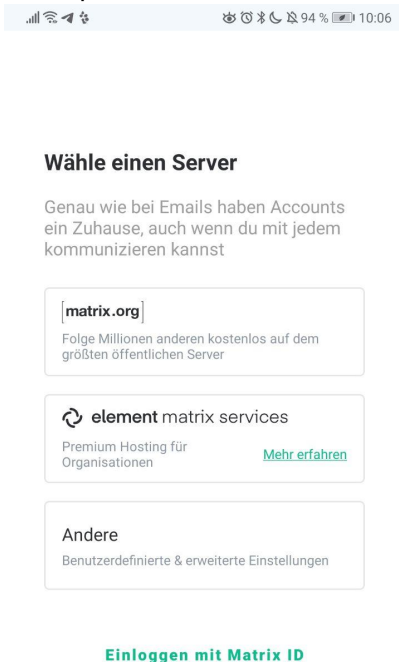 94 % 10:06
Wähle einen Server
Genau wie bei Emails haben Accounts
ein Zuhause, auch wenn du mit jedem
kommunizieren kannst
[matrix.org]
Folge Millionen anderen kostenlos auf dem
größten öffentlichen Server
element matrix services
Premium Hosting für
Organisationen
Mehr erfahren
Andere
Benutzerdefinierte & erweiterte Einstellungen
Einloggen mit Matrix ID